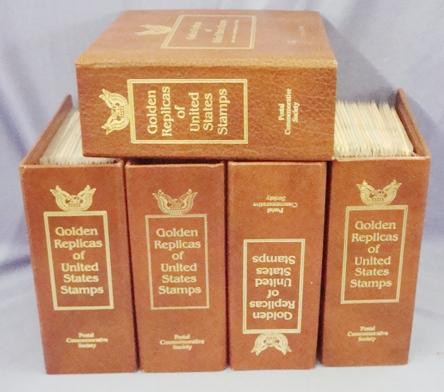 Golden
Replicas
of
United
States
Stamps
Postal
Commemorative
Society
Golden
Replicas
of
United
States
Stamps
Postal
Commemorative
Society
Golden
Replicas
of
United
States
Stamps
Postal
Commemorative
Society
Golden
Replicas
of
United
States
Stamps
Postal
Commemorative
Society
Golden
Replicas
of
United
States
Stamps
Postal
Commemorative
Society